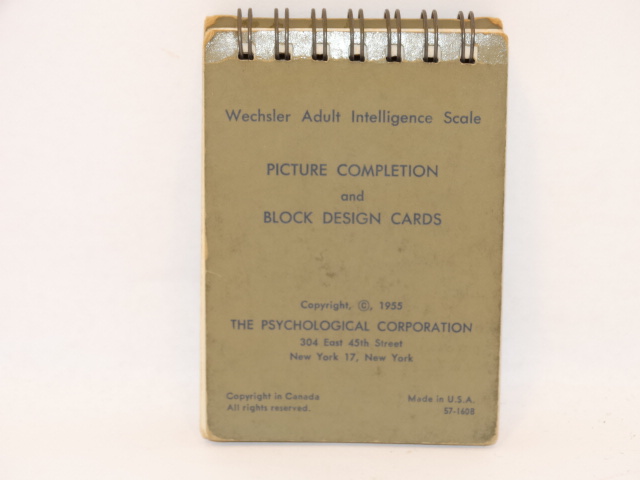 Wechsler Adult Intelligence Scale
PICTURE COMPLETION
and
BLOCK DESIGN CARDS
Copyright, ©, 1955
THE PSYCHOLOGICAL CORPORATION
304 East 45th Street
New York 17, New York
Copyright in Canada
All rights reserved.
Made in U.S.A.
57-160B